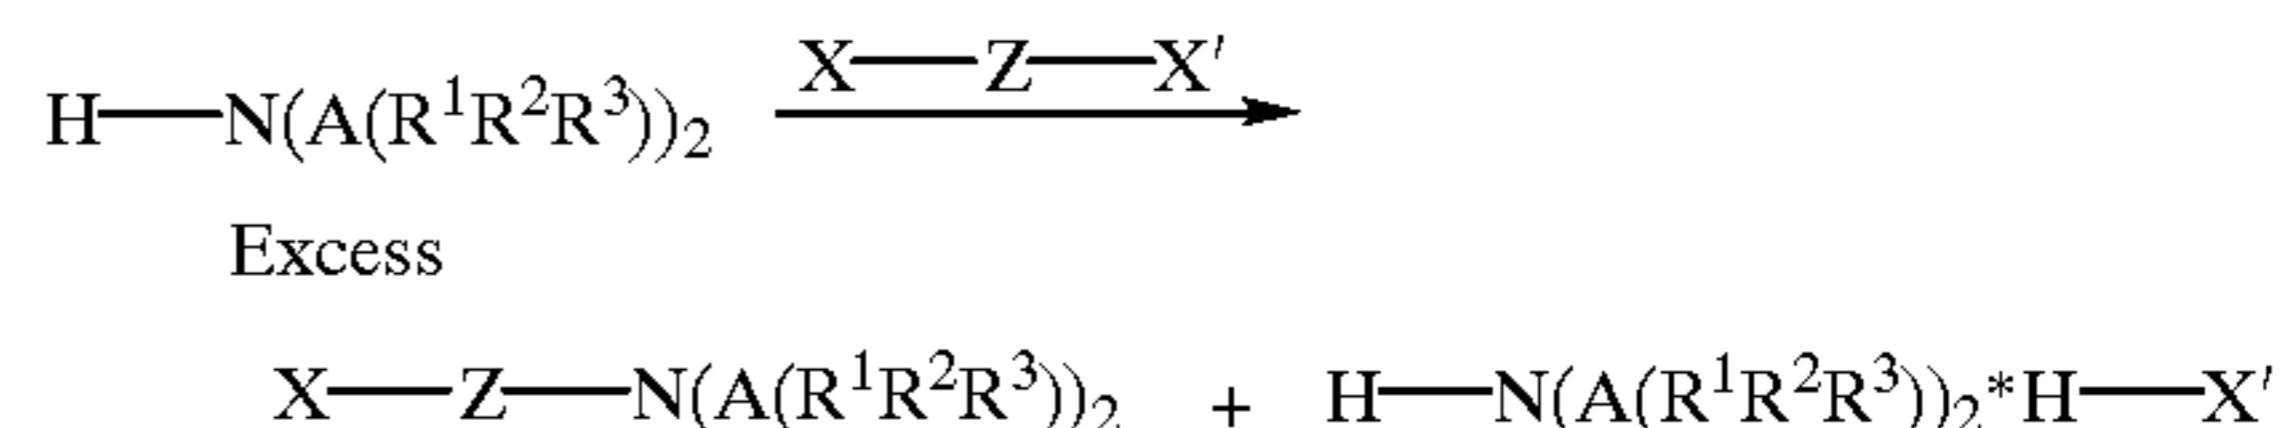 X—Z—X′
H—N(A(R¹R²R³))₂
Excess
X—Z—N(A(R¹R²R³))₂ + H—N(A(R¹R²R³))₂*H—X′